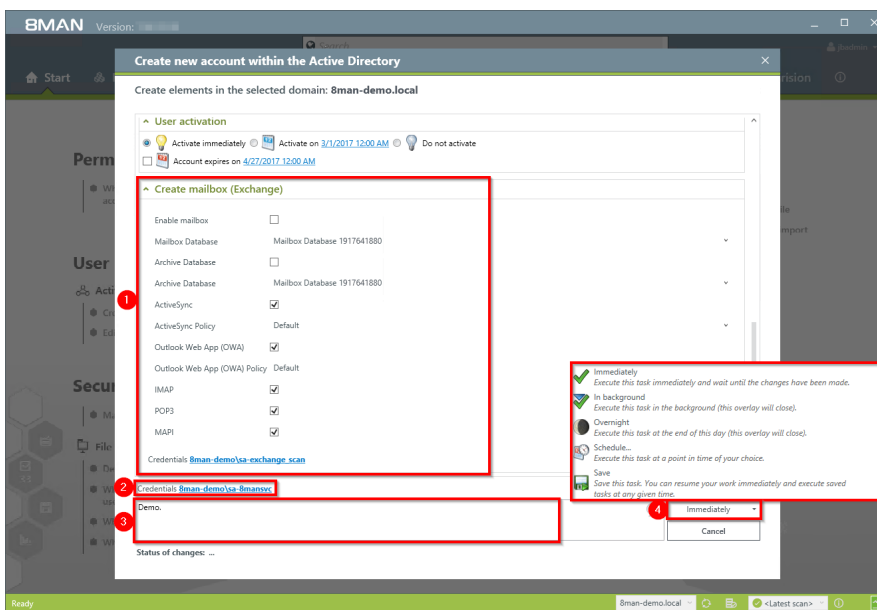 8MAN Version:
Search
jbadmin
Create new account within the Active Directory
Start
Create elements in the selected domain: 8man-demo.local
User activation
Activate immediately Activate on 3/1/2017 12:00 AM Do not activate
Account expires on 4/27/2017 12:00 AM
Create mailbox (Exchange)
Enable mailbox
Mailbox Database Mailbox Database 1917641880
Archive Database
Archive Database Mailbox Database 1917641880
1
ActiveSync
ActiveSync Policy Default
Outlook Web App (OWA)
Outlook Web App (OWA) Policy Default
IMAP
POP3
MAPI
Credentials 8man-demo\sa-exchange scan
Immediately
Execute this task immediately and wait until the changes have been made.
In background
Execute this task in the background (this overlay will close).
Overnight
Execute this task at the end of this day (this overlay will close).
Schedule...
Execute this task at a point in time of your choice.
Save
Save this task. You can resume your work immediately and execute saved
tasks at any given time.
2 Credentials 8man-demo\sa-8mansvc
3 Demo.
4 Immediately
Cancel
Status of changes: ...
Perm
User
Acti
Secur
File
Ready
8man-demo.local
<Latest scan>